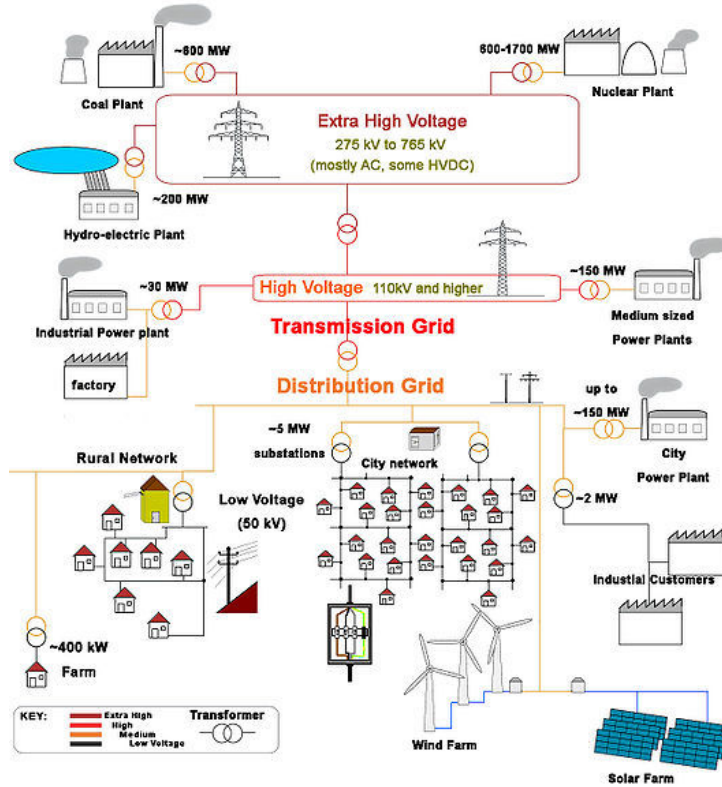 ~600 MW
600-1700 MW
Coal Plant
Nuclear Plant
Extra High Voltage
275 kV to 765 kV
(mostly AC, some HVDC)
~200 MW
Hydro-electric Plant
~30 MW
High Voltage 110kV and higher
~150 MW
Industrial Power plant
Medium sized
Power Plants
Transmission Grid
factory
Distribution Grid
up to
~150 MW
~5 MW
substations
City network
City
Power Plant
Rural Network
Low Voltage
(50 kV)
~2 MW
Industial Customers
~400 kW
Farm
KEY:
Extra High
High
Medium
Low Voltage
Transformer
Wind Farm
Solar Farm